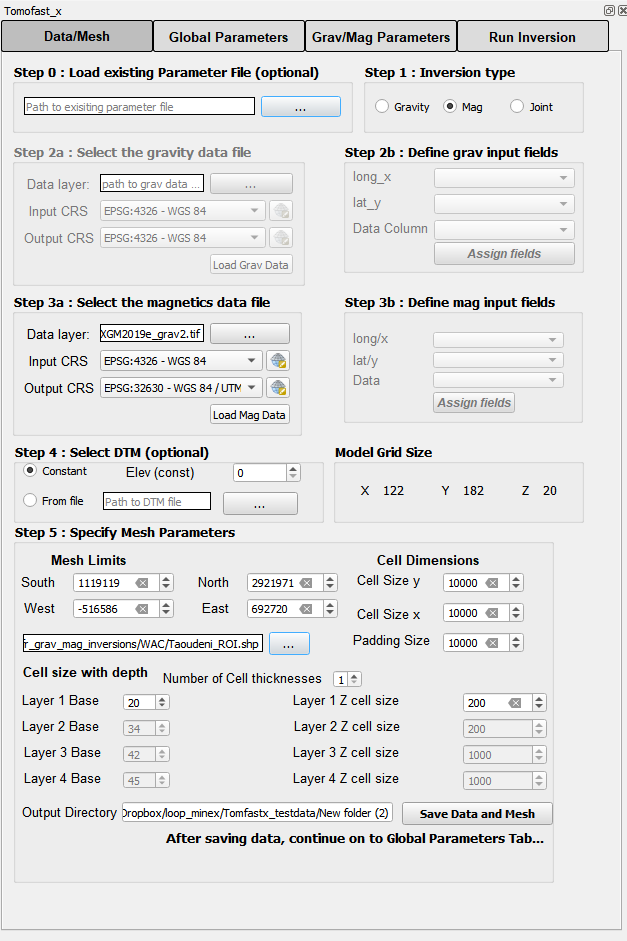 Tomofast_x
Data/Mesh Global Parameters Grav/Mag Parameters Run Inversion
Step 0 : Load existing Parameter File (optional)
Path to exisiting parameter file ...
Step 1 : Inversion type
Gravity Mag Joint
Step 2a : Select the gravity data file
Data layer: path to grav data ... ...
Input CRS EPSG:4326 - WGS 84
Output CRS EPSG:4326 - WGS 84
Load Grav Data
Step 2b : Define grav input fields
long_x
lat_y
Data Column
Assign fields
Step 3a : Select the magnetics data file
Data layer: XGM2019e_grav2.tif ...
Input CRS EPSG:4326 - WGS 84
Output CRS EPSG:32630 - WGS 84 / UTM
Load Mag Data
Step 3b : Define mag input fields
long/x
lat/y
Data
Assign fields
Step 4 : Select DTM (optional)
Constant Elev (const) 0
From file Path to DTM file ...
Model Grid Size
X 122 Y 182 Z 20
Step 5 : Specify Mesh Parameters
Mesh Limits
South 1119119 North 2921971
West -516586 East 692720
Cell Dimensions
Cell Size y 10000
Cell Size x 10000
Padding Size 10000
r_grav_mag_inversions/WAC/Taoudeni_ROI.shp ...
Cell size with depth Number of Cell thicknesses 1
Layer 1 Base 20 Layer 1 Z cell size 200
Layer 2 Base 34 Layer 2 Z cell size 200
Layer 3 Base 42 Layer 3 Z cell size 1000
Layer 4 Base 45 Layer 4 Z cell size 1000
Output Directory Dropbox/loop_minex/Tomfastx_testdata/New folder (2) Save Data and Mesh
After saving data, continue on to Global Parameters Tab...